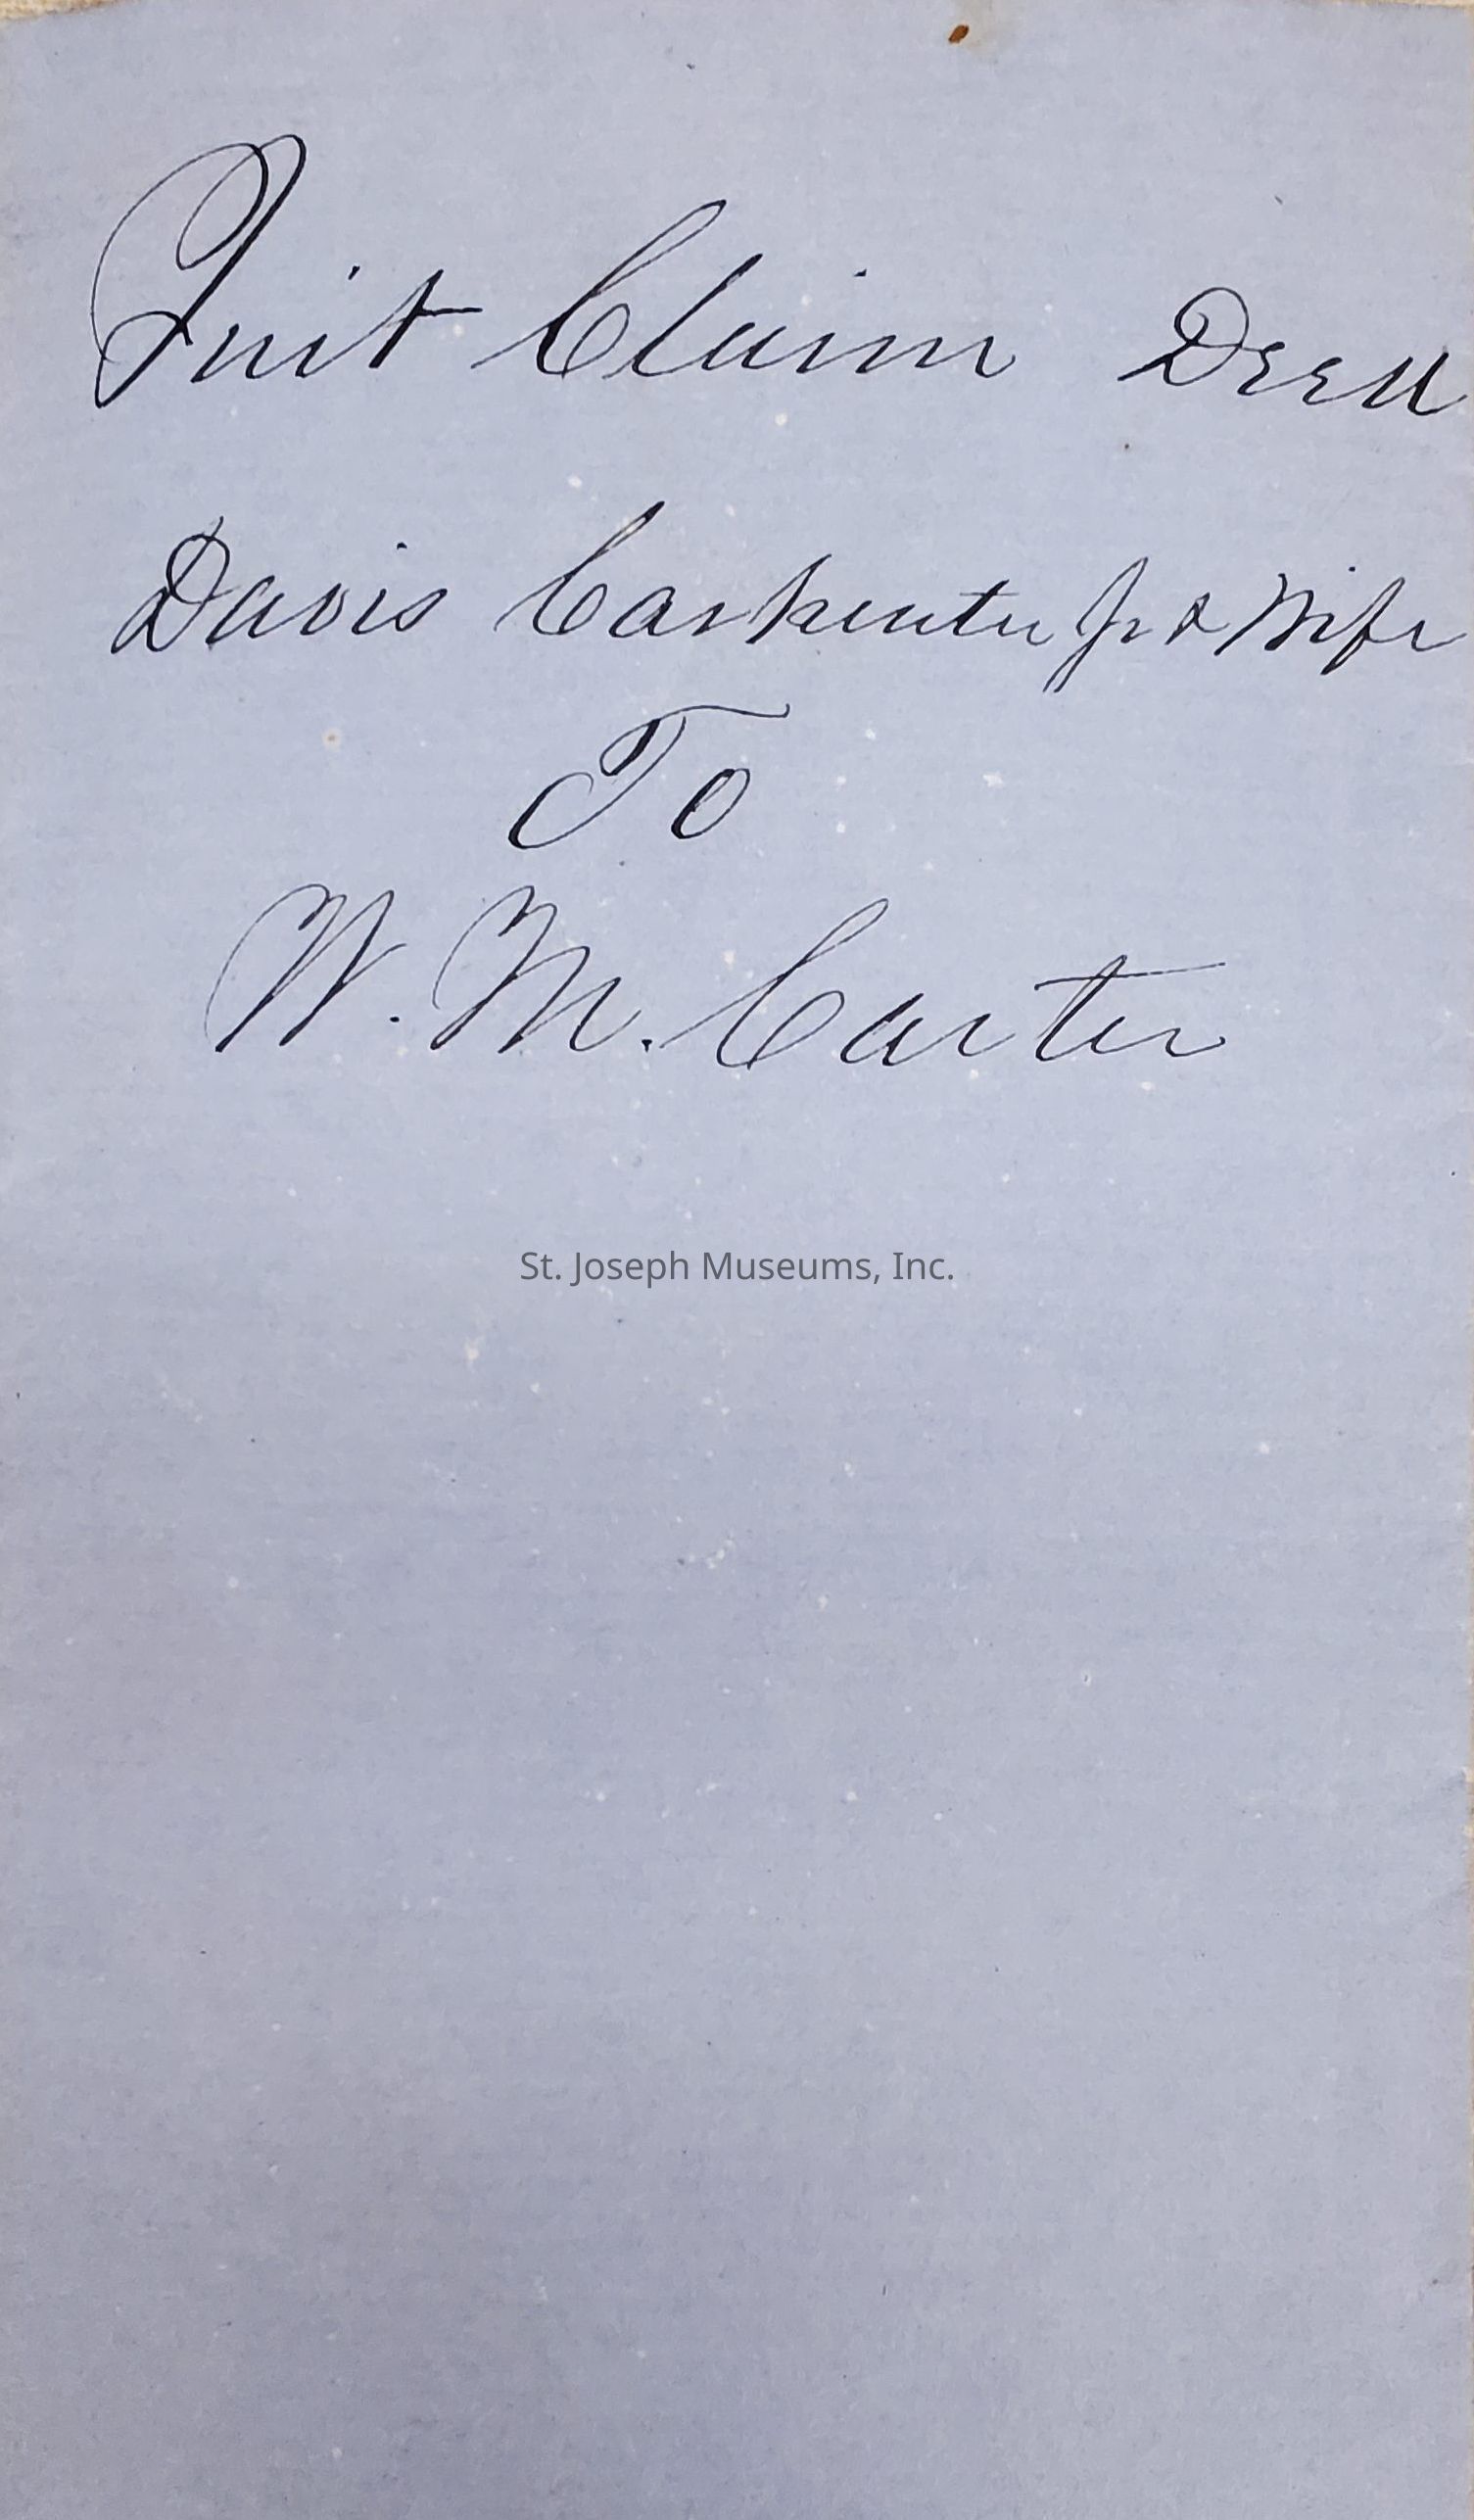 Quit Claim Deed
Davis Carpenter Jr & Wife
To
W. M. Carter
St. Joseph Museums, Inc.